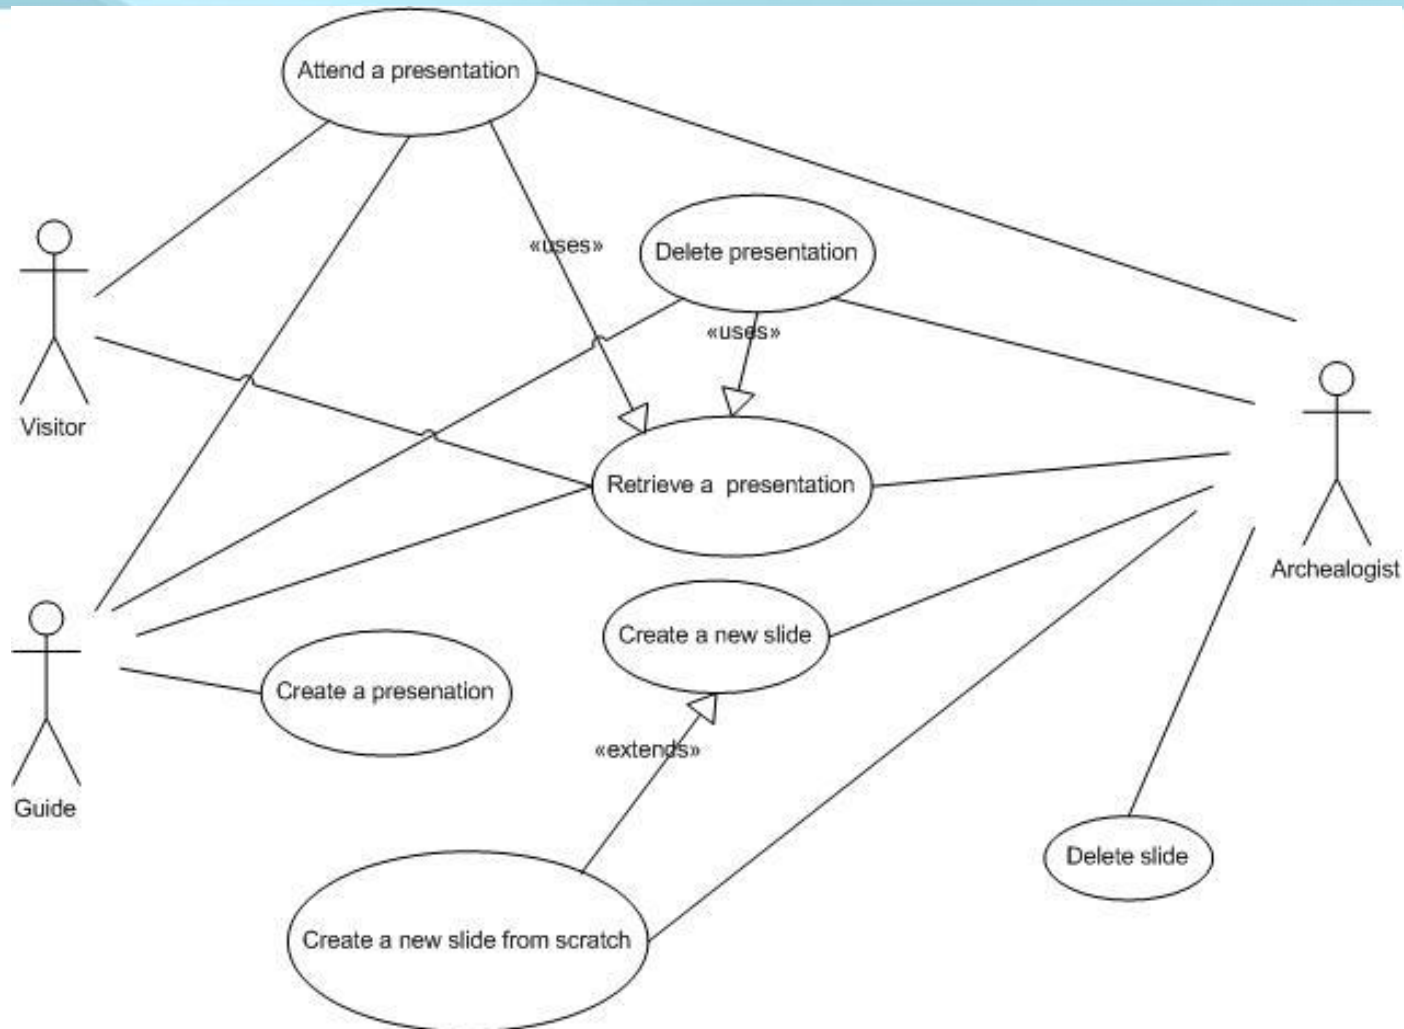 Attend a presentation
«uses»
Delete presentation
«uses»
Visitor
Retrieve a presentation
Archealogist
Create a new slide
Create a presenation
«extends»
Guide
Delete slide
Create a new slide from scratch